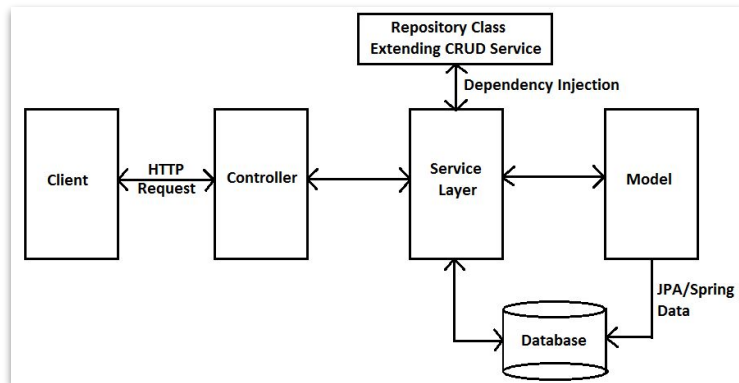 Repository Class
Extending CRUD Service
Dependency Injection
Client
HTTP
Request
Controller
Service
Layer
Model
JPA/Spring
Data
Database